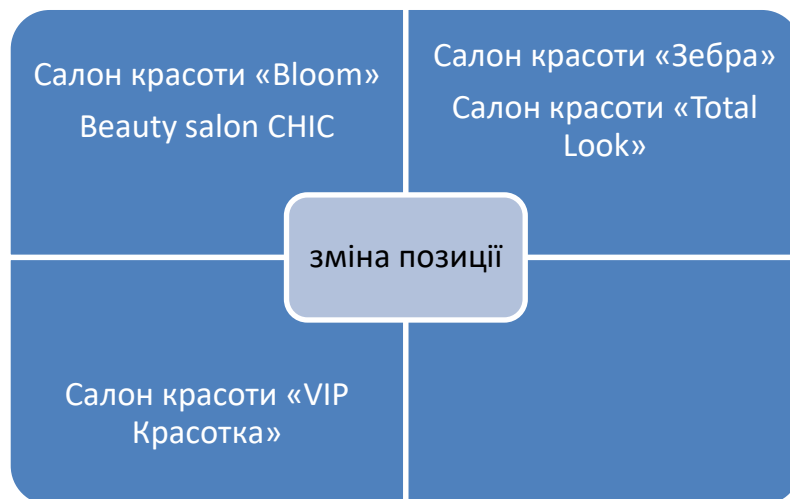 Салон красоти «Bloom»
Beauty salon CHIC
Салон красоти «Зебра»
Салон красоти «Total
Look»
зміна позиції
Салон красоти «VIP
Красотка»